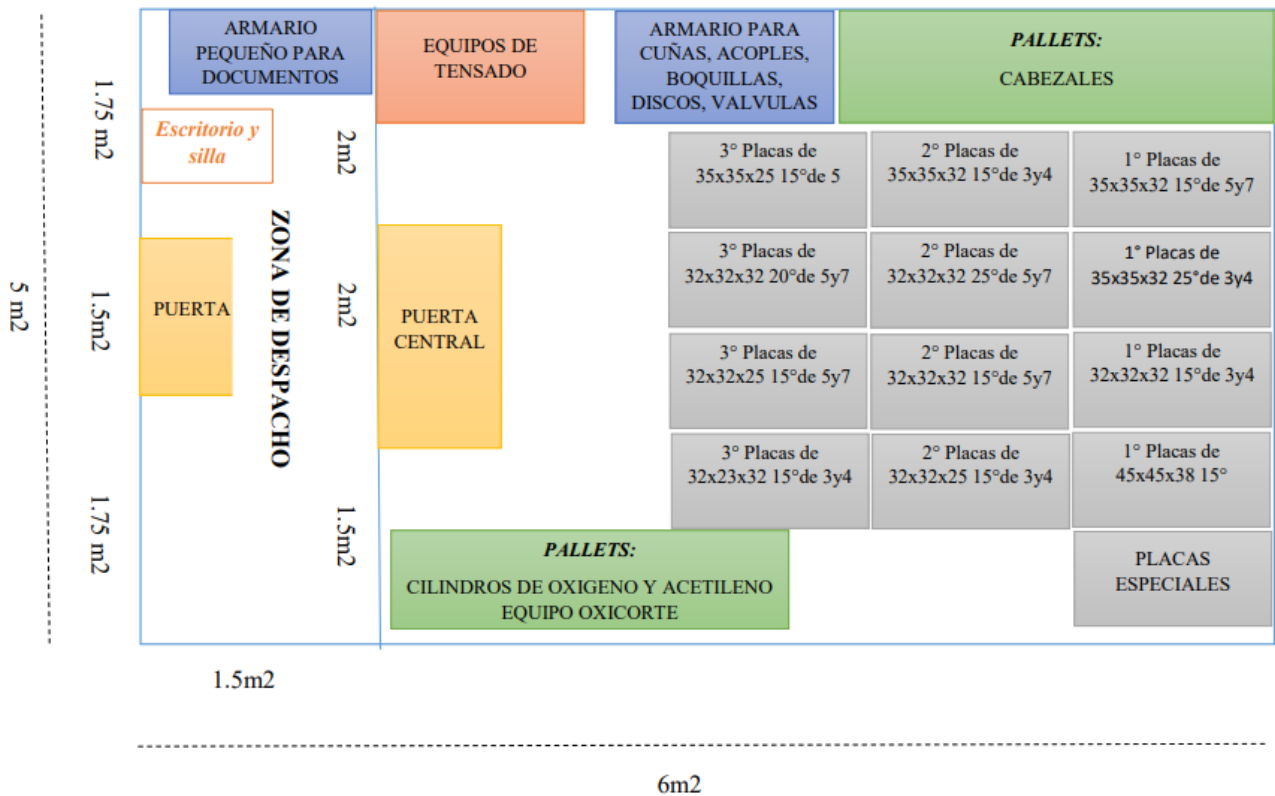 ARMARIO
PEQUEÑO PARA
DOCUMENTOS
EQUIPOS DE
TENSADO
ARMARIO PARA
CUÑAS, ACOPLES,
BOQUILLAS,
DISCOS, VALVULAS
PALLETS:
CABEZALES
1.75 m2
Escritorio y
silla
2m2
3° Placas de
35x35x25 15°de 5
2° Placas de
35x35x32 15°de 3y4
1° Placas de
35x35x32 15°de 5y7
5 m2
1.5m2
PUERTA
ZONA DE DESPACHO
2m2
PUERTA
CENTRAL
3° Placas de
32x32x32 20°de 5y7
2° Placas de
32x32x32 25°de 5y7
1° Placas de
35x35x32 25°de 3y4
3° Placas de
32x32x25 15°de 5y7
2° Placas de
32x32x32 15°de 5y7
1° Placas de
32x32x32 15°de 3y4
3° Placas de
32x23x32 15°de 3y4
2° Placas de
32x32x25 15°de 3y4
1° Placas de
45x45x38 15°
1.75 m2
1.5m2
PALLETS:
CILINDROS DE OXIGENO Y ACETILENO
EQUIPO OXICORTE
PLACAS
ESPECIALES
1.5m2
6m2